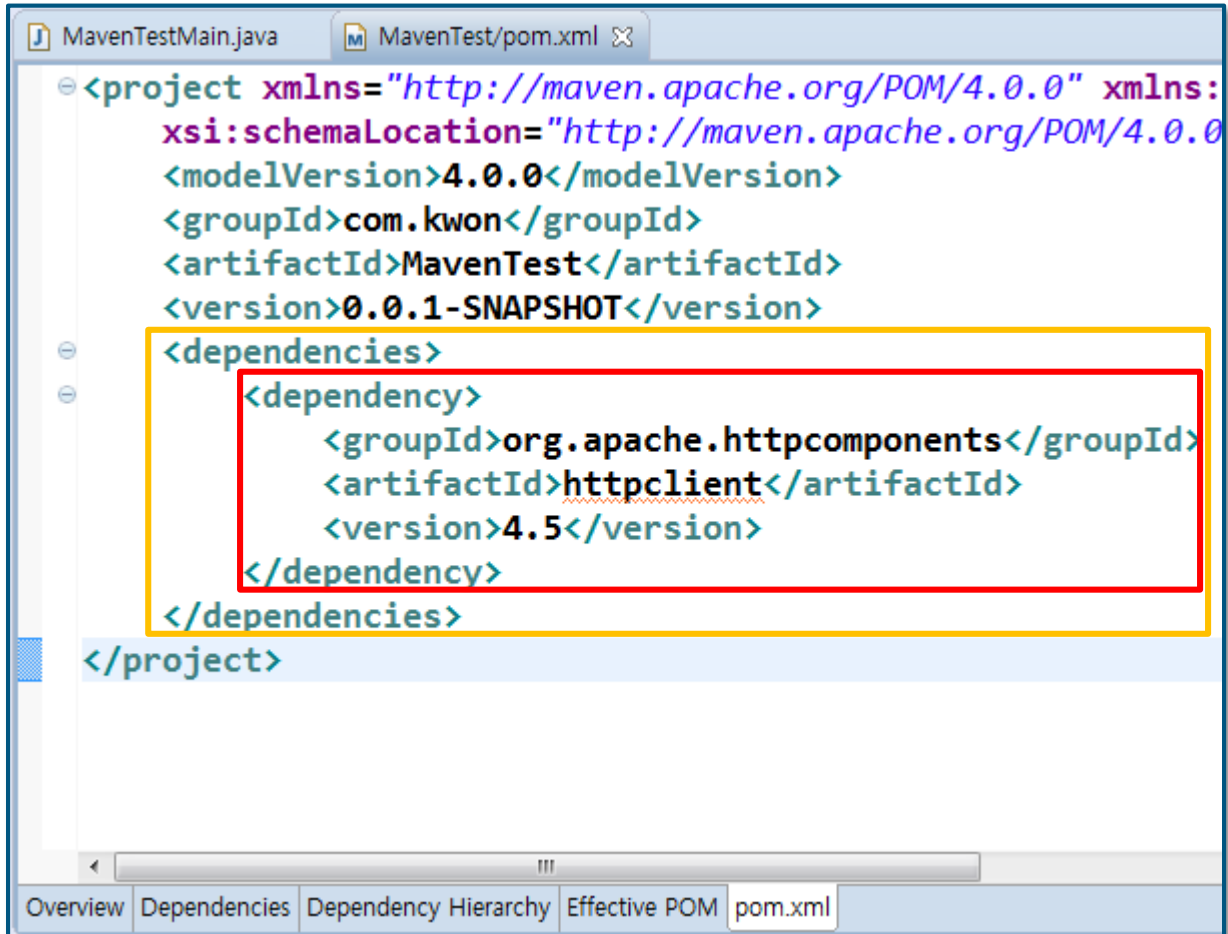 MavenTestMain.java MavenTest/pom.xml
<project xmlns="http://maven.apache.org/POM/4.0.0" xmlns:
xsi:schemaLocation="http://maven.apache.org/POM/4.0.0
<modelVersion>4.0.0</modelVersion>
<groupId>com.kwon</groupId>
<artifactId>MavenTest</artifactId>
<version>0.0.1-SNAPSHOT</version>
<dependencies>
<dependency>
<groupId>org.apache.httpcomponents</groupId>
<artifactId>httpclient</artifactId>
<version>4.5</version>
</dependency>
</dependencies>
</project>
Overview Dependencies Dependency Hierarchy Effective POM pom.xml